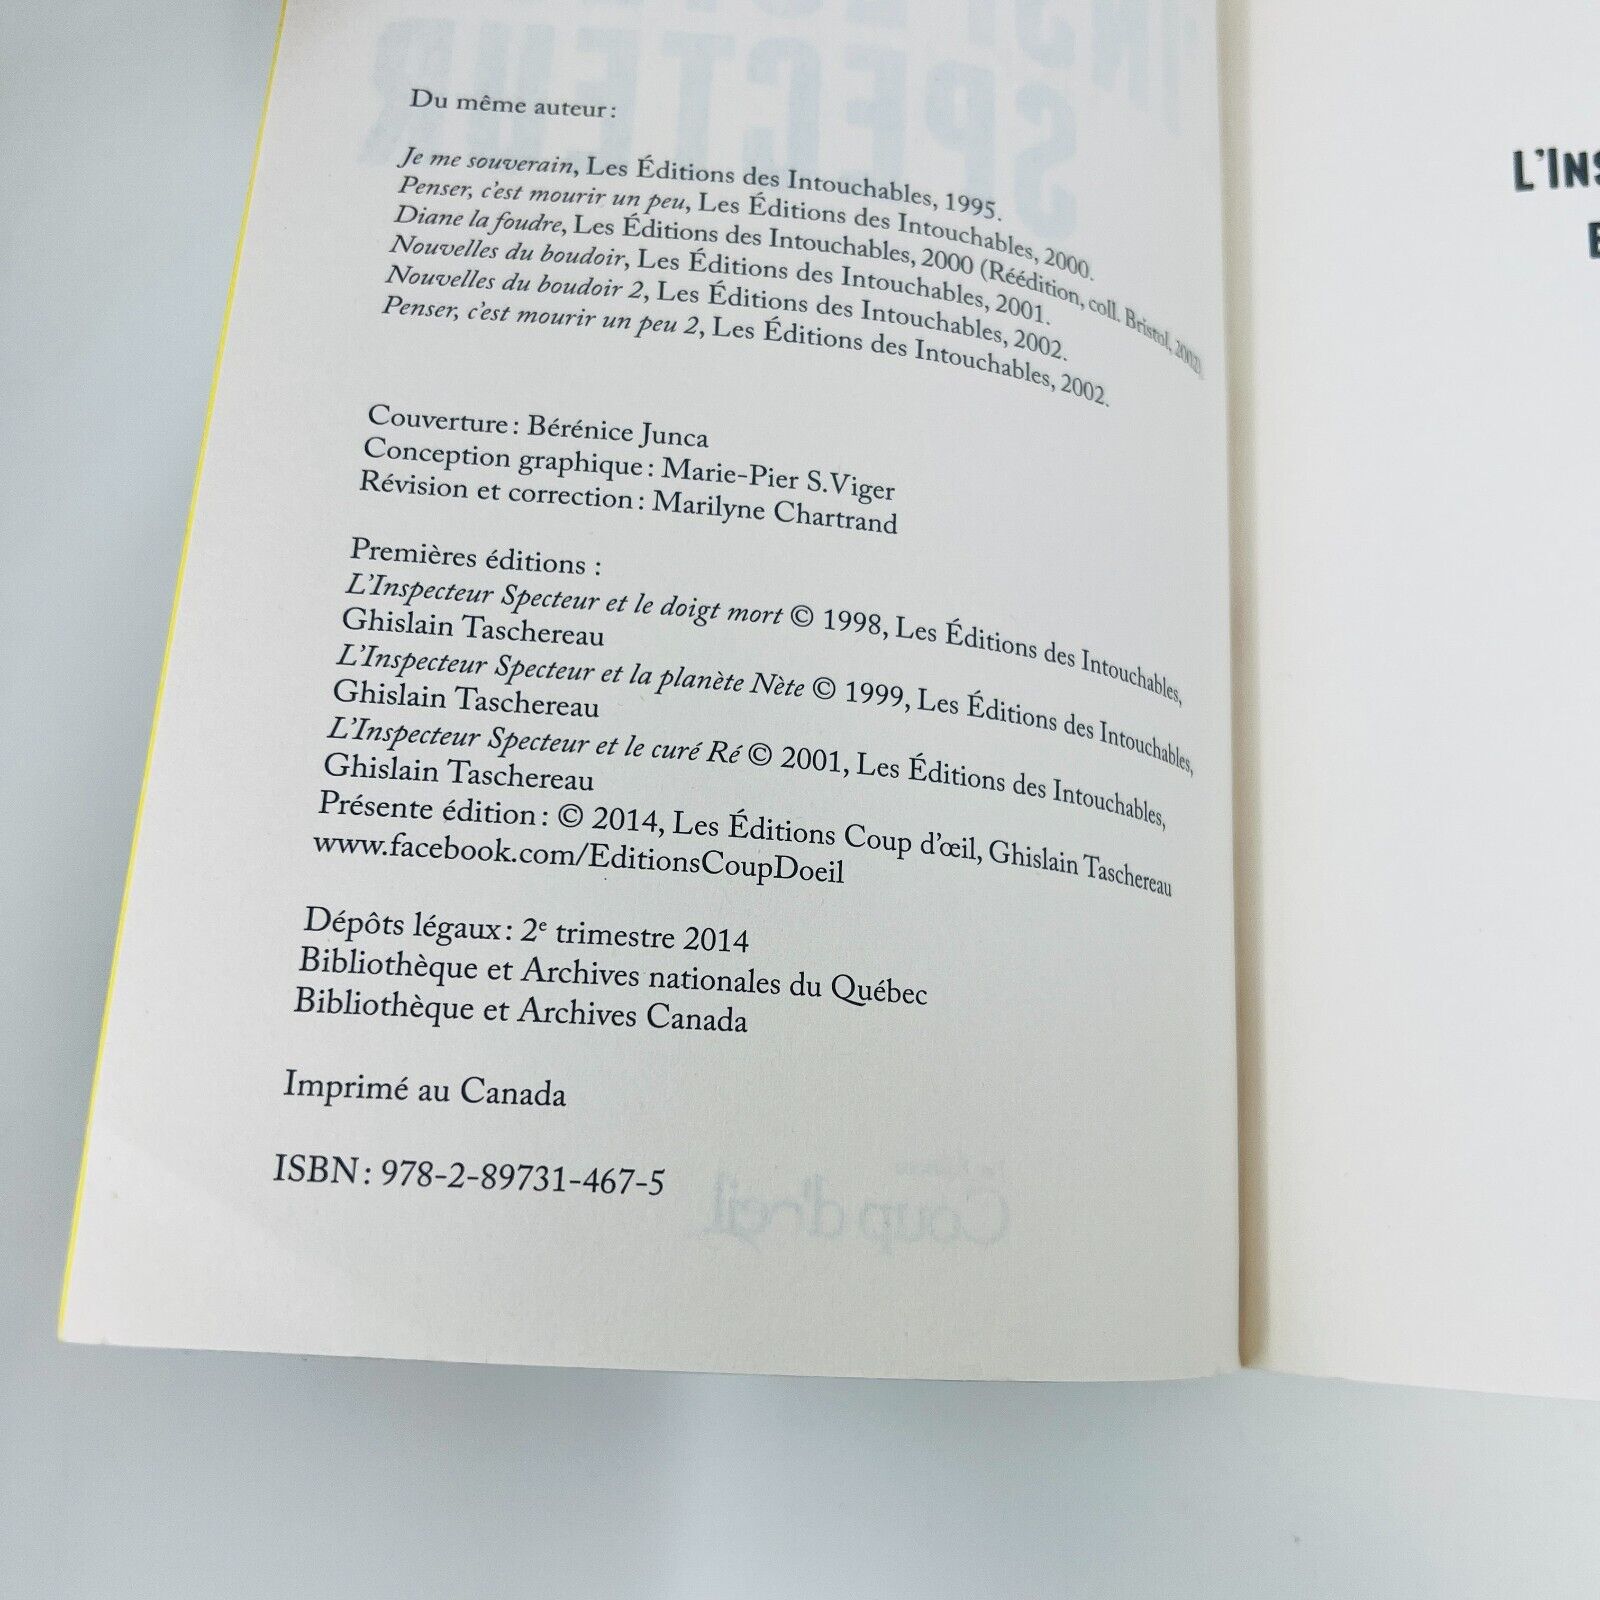 Du même auteur :
Je me souverain, Les Éditions des Intouchables, 1995.
Penser, c'est mourir un peu, Les Éditions des Intouchables, 2000.
Diane la foudre, Les Éditions des Intouchables, 2000 (Réédition, coll. Bristol, 2002).
Nouvelles du boudoir, Les Éditions des Intouchables, 2001.
Nouvelles du boudoir 2, Les Éditions des Intouchables, 2002.
Penser, c'est mourir un peu 2, Les Éditions des Intouchables, 2002.
Couverture : Bérénice Junca
Conception graphique : Marie-Pier S.Viger
Révision et correction : Marilyne Chartrand
Premières éditions :
L'Inspecteur Specteur et le doigt mort © 1998, Les Éditions des Intouchables,
Ghislain Taschereau
L'Inspecteur Specteur et la planète Nète © 1999, Les Éditions des Intouchables,
Ghislain Taschereau
L'Inspecteur Specteur et le curé Ré © 2001, Les Éditions des Intouchables,
Ghislain Taschereau
Présente édition : © 2014, Les Éditions Coup d'œil, Ghislain Taschereau
www.facebook.com/EditionsCoupDoeil
Dépôts légaux : 2e trimestre 2014
Bibliothèque et Archives nationales du Québec
Bibliothèque et Archives Canada
Imprimé au Canada
ISBN : 978-2-89731-467-5
Coup d'œil
SPECTEUR
L'INS